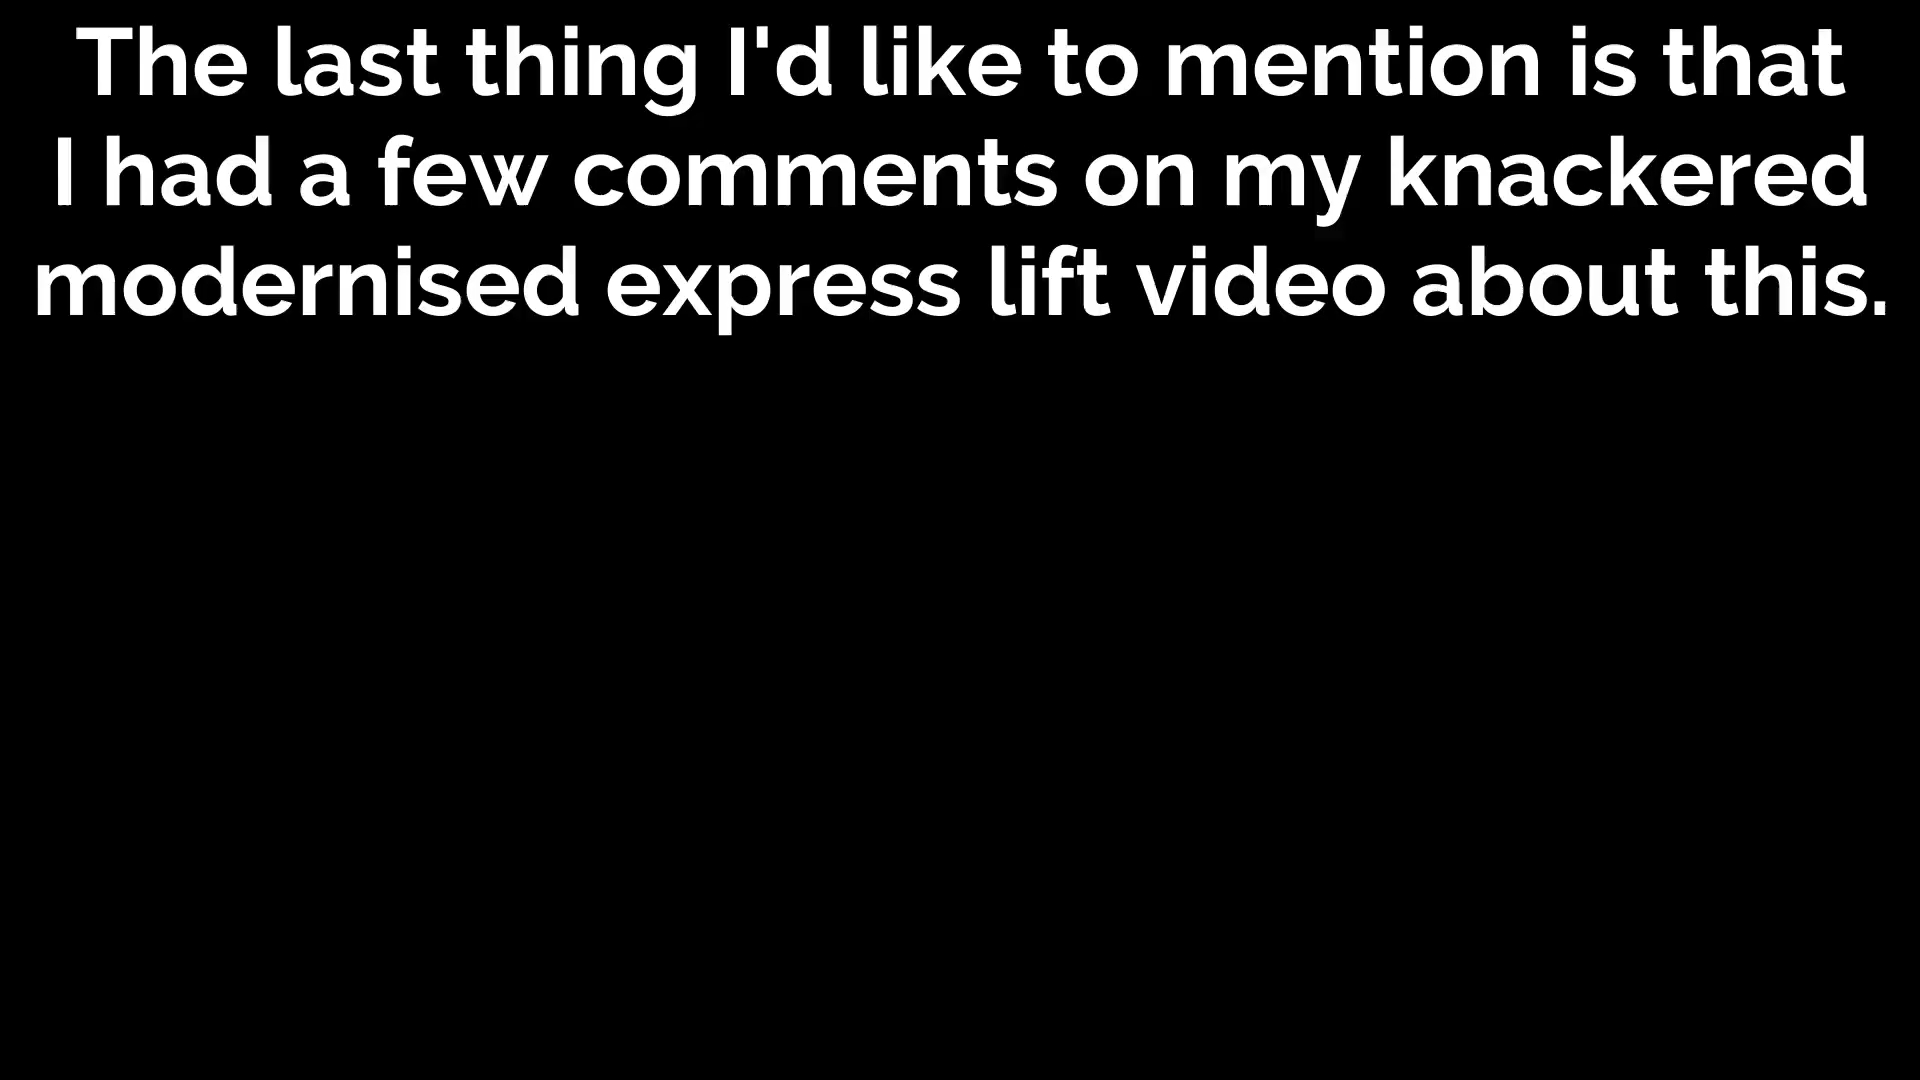 The last thing I'd like to mention is that
I had a few comments on my knackered
modernised express lift video about this.